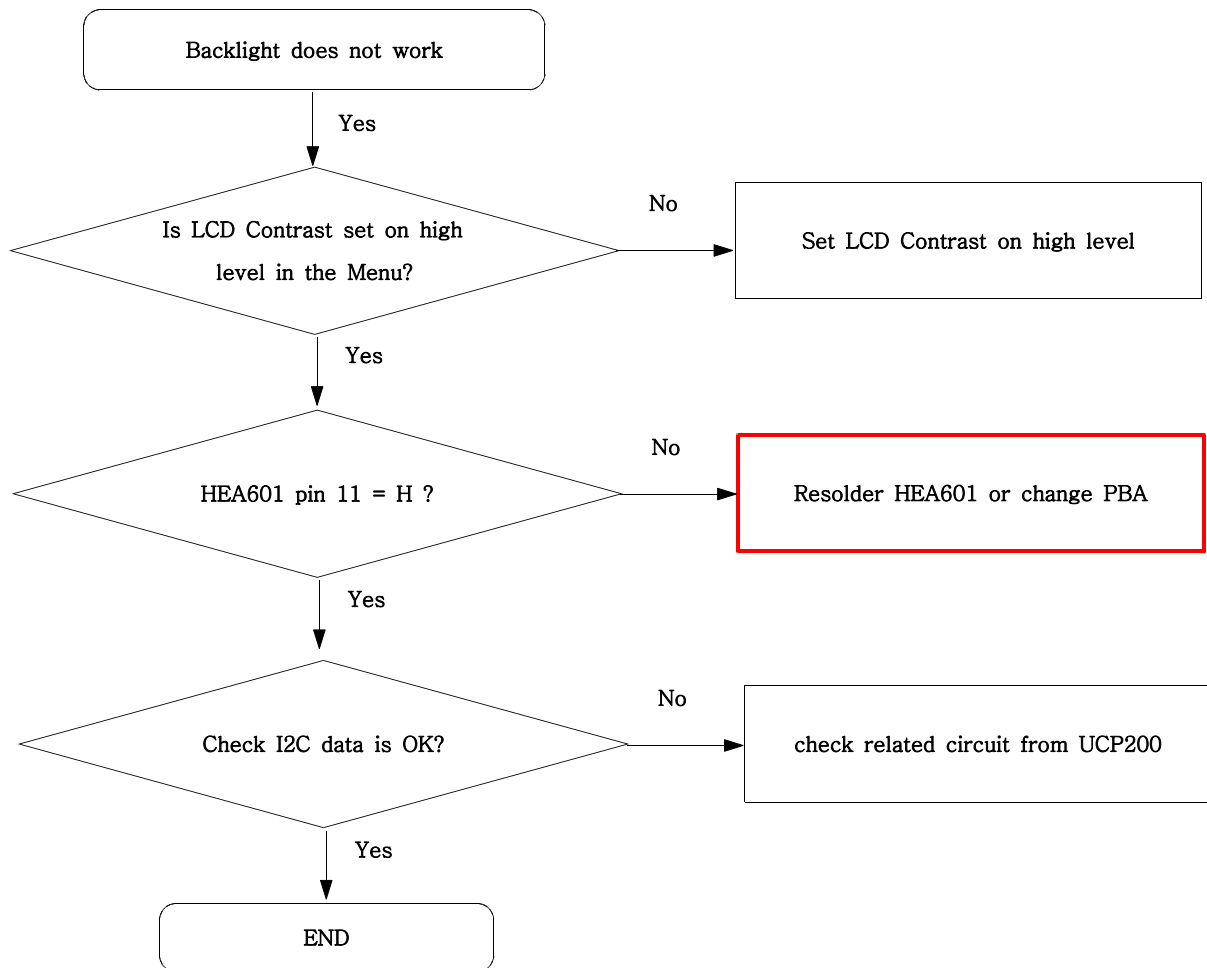 Backlight does not work
Yes
Is LCD Contrast set on high
level in the Menu?
No
Set LCD Contrast on high level
Yes
HEA601 pin 11 = H ?
No
Resolder HEA601 or change PBA
Yes
Check I2C data is OK?
No
check related circuit from UCP200
Yes
END